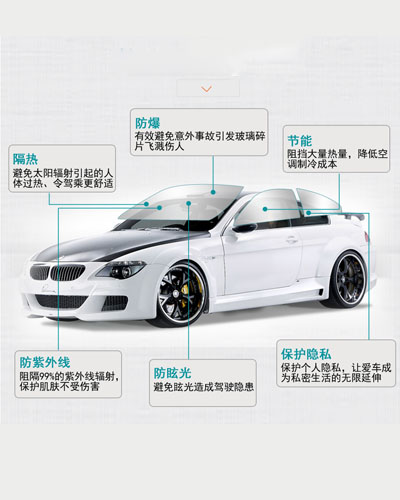 防爆
有效避免意外事故引发玻璃碎
片飞溅伤人
节能
阻挡大量热量，降低空
调制冷成本
隔热
避免太阳辐射引起的人
体过热、令驾乘更舒适
防紫外线
阻隔99%的紫外线辐射，
保护肌肤不受伤害
防眩光
避免眩光造成驾驶隐患
保护隐私
保护个人隐私，让爱车成
为私密生活的无限延伸